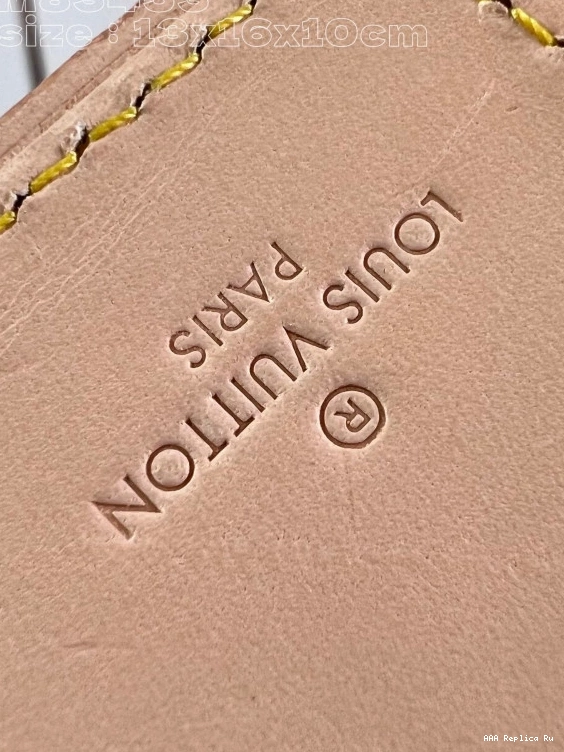 size : 13x16x10cm
®
LOUIS VUITTON
PARIS
AAA Replica Ru